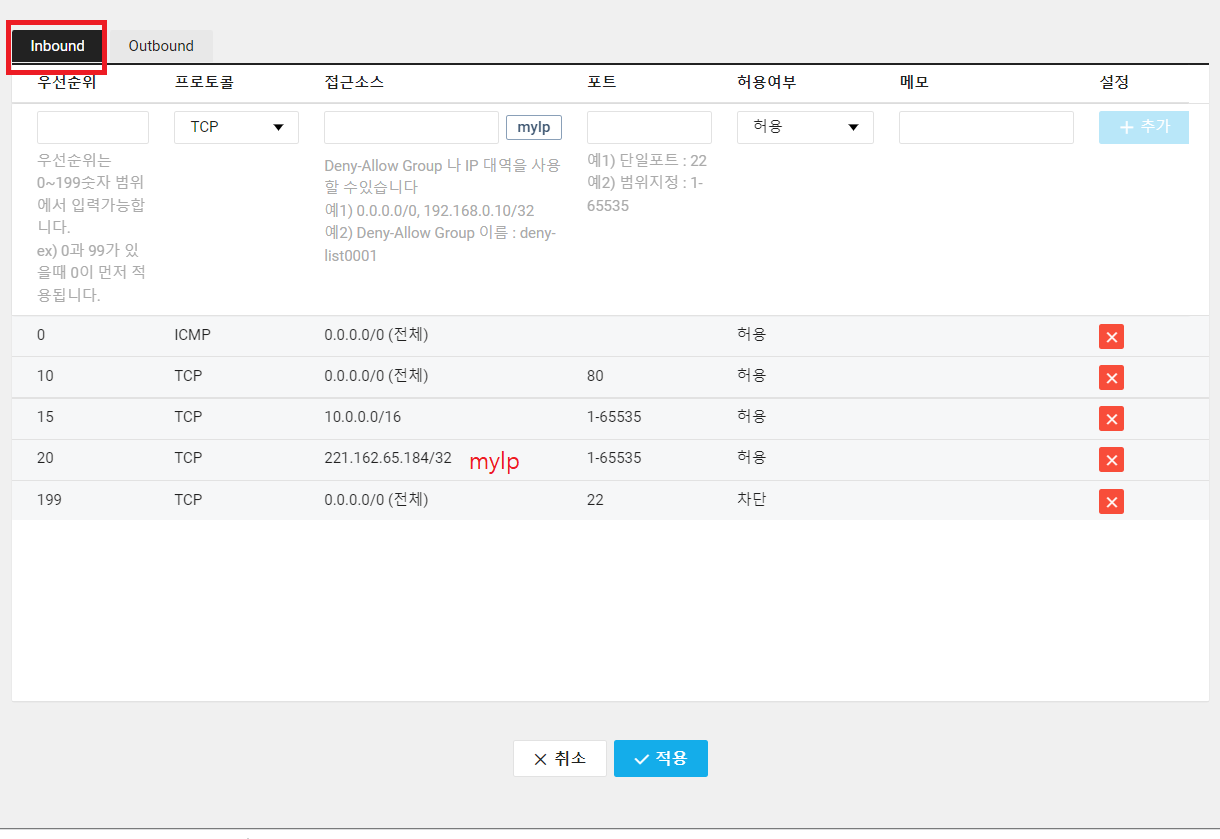 Inbound Outbound
우선순위 프로토콜 접근소스 포트 허용여부 메모 설정
TCP myIp 허용 + 추가
우선순위는
0~199숫자 범위
에서 입력가능합
니다.
ex) 0과 99가 있
을때 0이 먼저 적
용됩니다.
Deny-Allow Group 나 IP 대역을 사용
할 수있습니다
예1) 0.0.0.0/0, 192.168.0.10/32
예2) Deny-Allow Group 이름 : deny-
list0001
예1) 단일포트 : 22
예2) 범위지정 : 1-
65535
0 ICMP 0.0.0.0/0 (전체) 허용
10 TCP 0.0.0.0/0 (전체) 80 허용
15 TCP 10.0.0.0/16 1-65535 허용
20 TCP 221.162.65.184/32 myIp 1-65535 허용
199 TCP 0.0.0.0/0 (전체) 22 차단
취소 적용